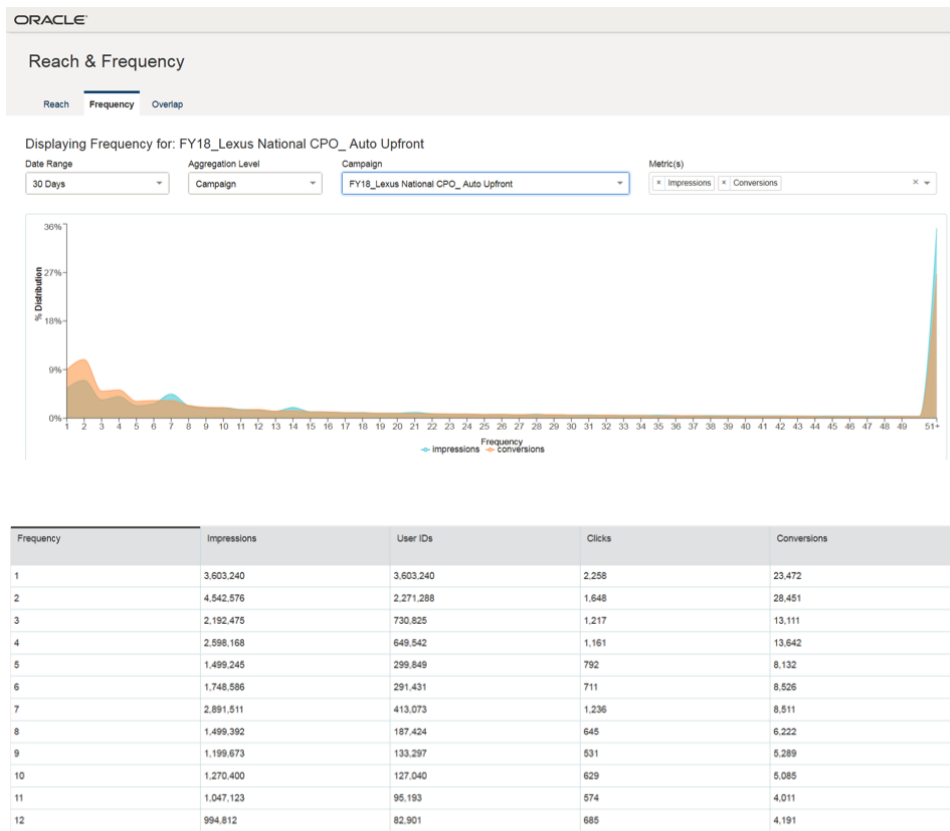 ORACLE
Reach & Frequency
Reach Frequency Overlap
Displaying Frequency for: FY18_Lexus National CPO_ Auto Upfront
Date Range Aggregation Level Campaign Metric(s)
30 Days Campaign FY18_Lexus National CPO_ Auto Upfront × Impressions × Conversions ×
36%
27%
18%
9%
0%
% Distribution
1 2 3 4 5 6 7 8 9 10 11 12 13 14 15 16 17 18 19 20 21 22 23 24 25 26 27 28 29 30 31 32 33 34 35 36 37 38 39 40 41 42 43 44 45 46 47 48 49 51+
Frequency
impressions conversions
Frequency Impressions User IDs Clicks Conversions
1 3,603,240 3,603,240 2,258 23,472
2 4,542,576 2,271,288 1,648 28,451
3 2,192,475 730,825 1,217 13,111
4 2,598,168 649,542 1,161 13,642
5 1,499,245 299,849 792 8,132
6 1,748,586 291,431 711 8,526
7 2,891,511 413,073 1,236 8,511
8 1,499,392 187,424 645 6,222
9 1,199,673 133,297 531 5,289
10 1,270,400 127,040 629 5,085
11 1,047,123 95,193 574 4,011
12 994,812 82,901 685 4,191